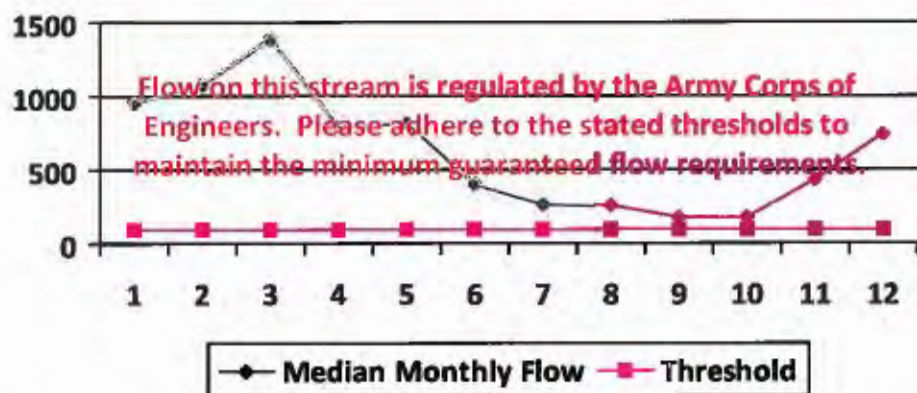 1500
1000
500
0
Flow on this stream is regulated by the Army Corps of
Engineers. Please adhere to the stated thresholds to
maintain the minimum guaranteed flow requirements.
1 2 3 4 5 6 7 8 9 10 11 12
Median Monthly Flow Threshold